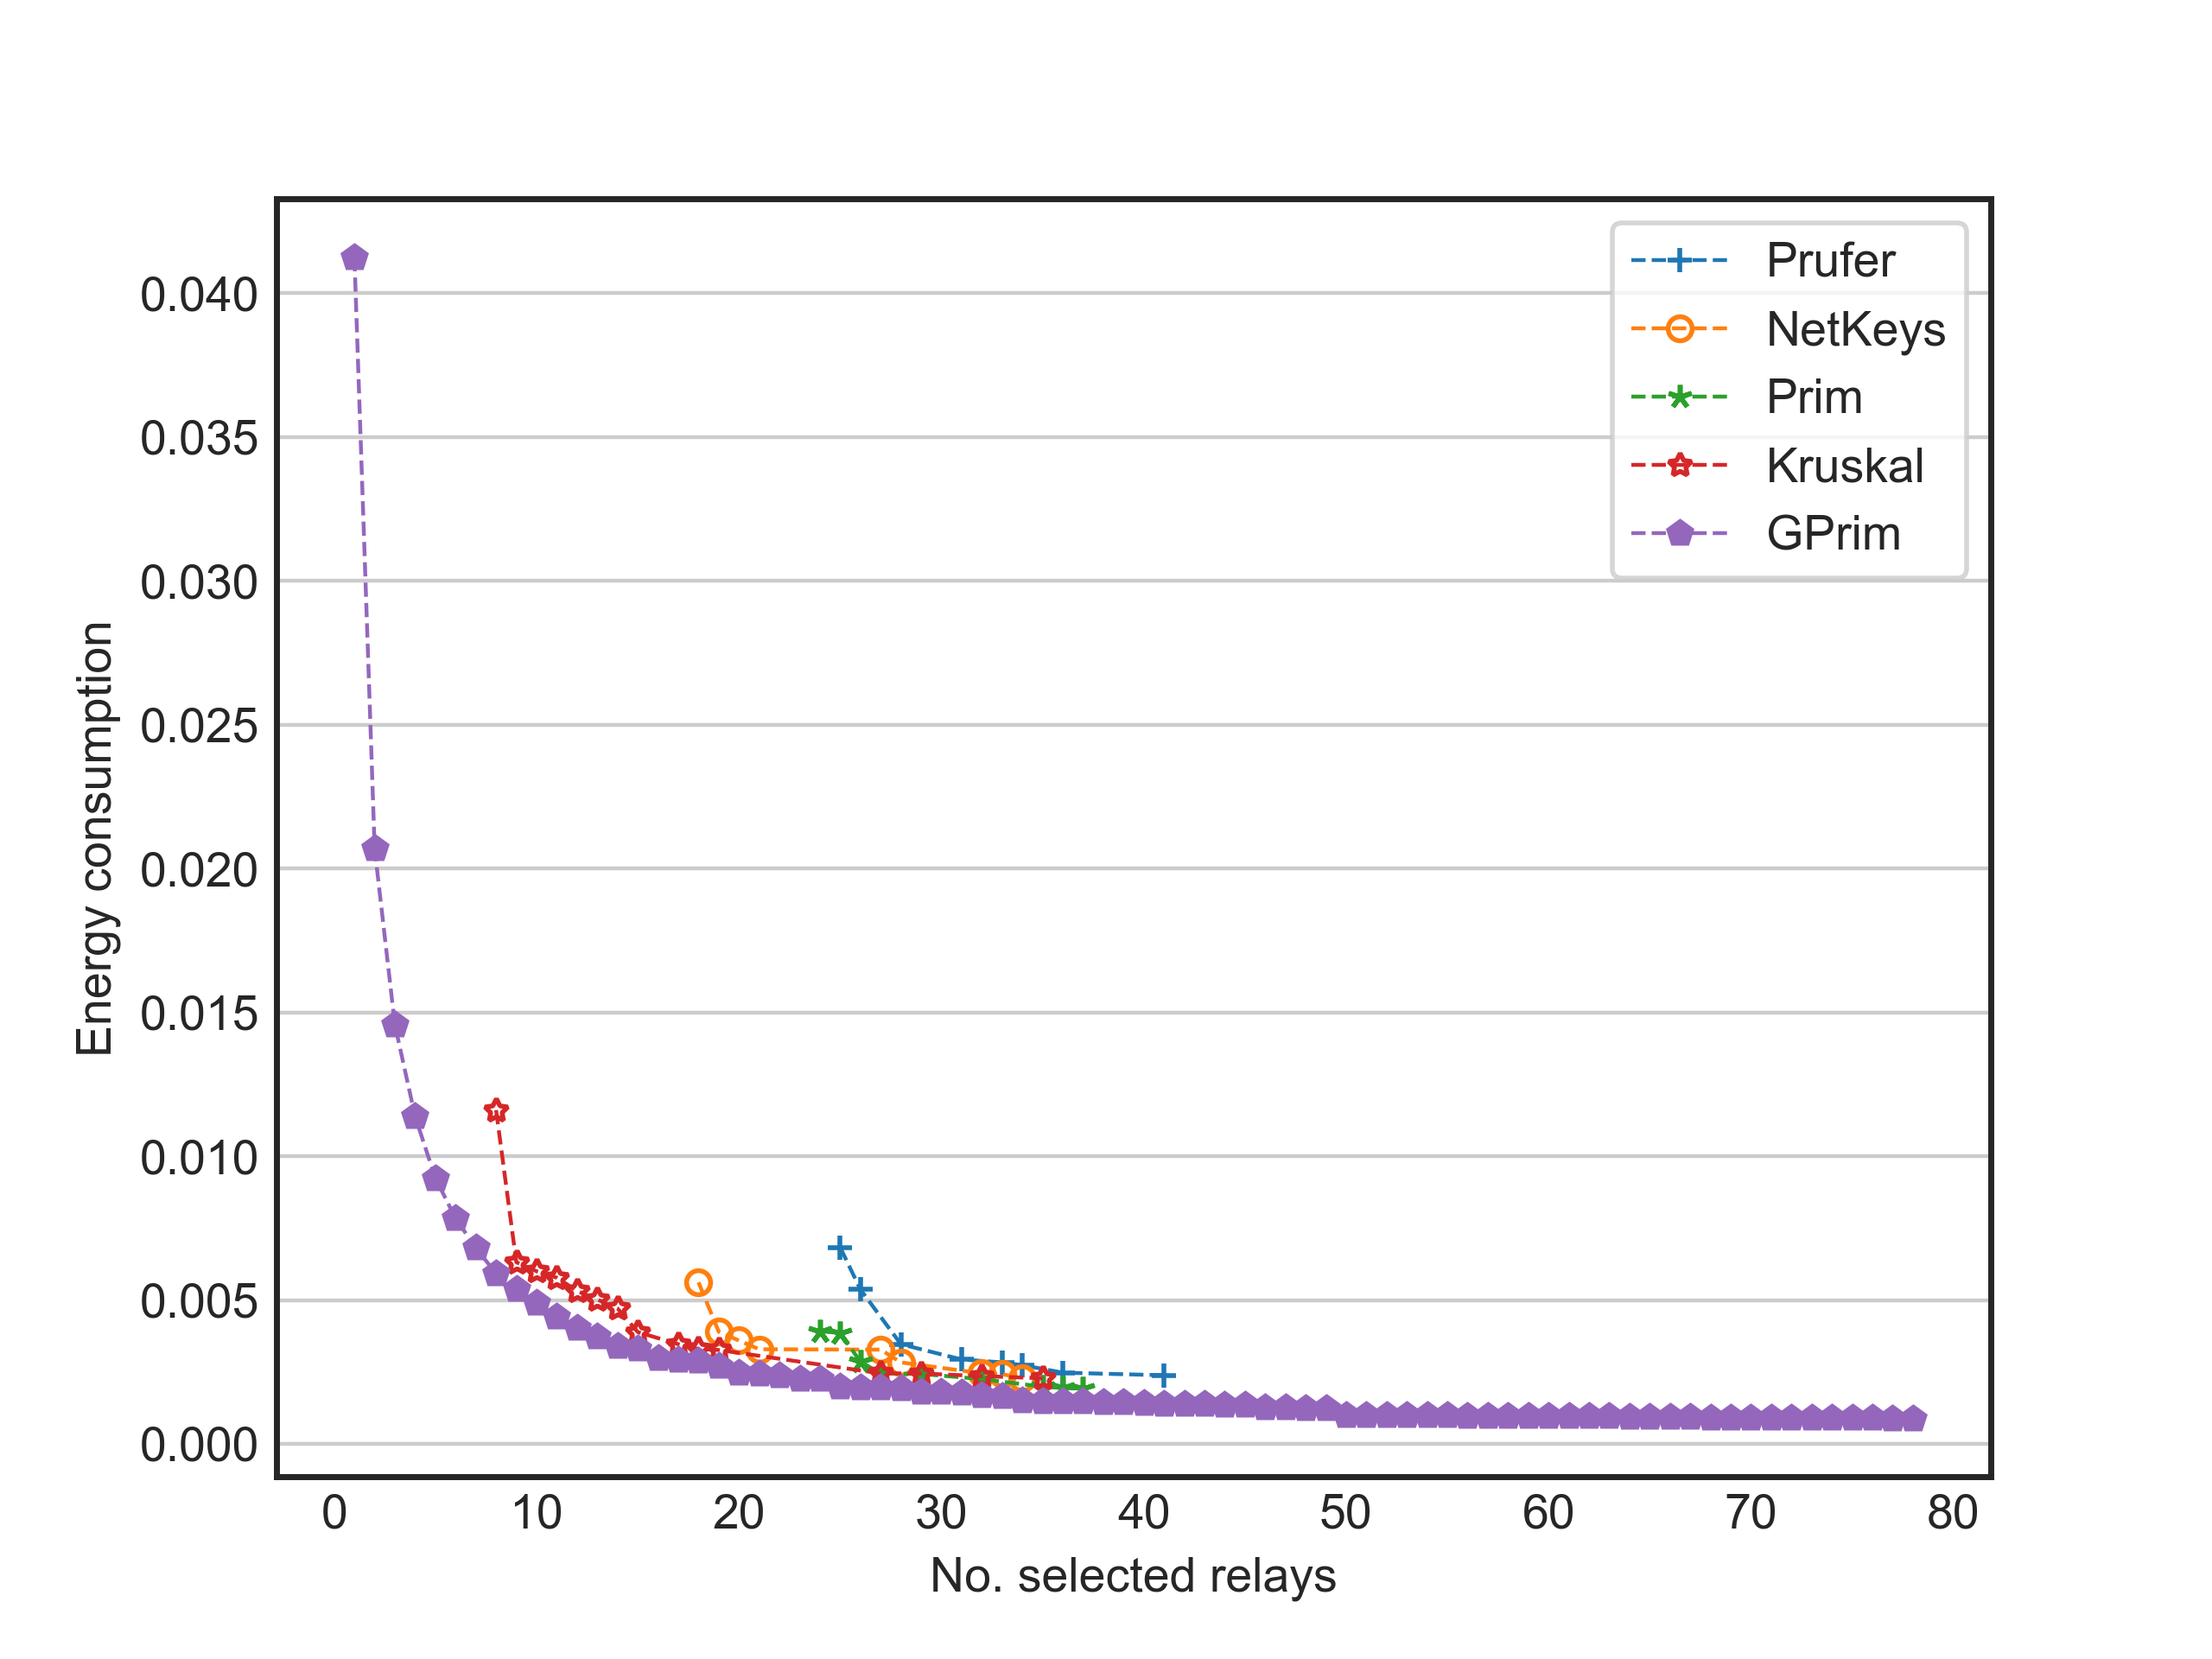 Prufer
NetKeys
Prim
Kruskal
GPrim
0.040
0.035
0.030
0.025
0.020
0.015
0.010
0.005
0.000
Energy consumption
0 10 20 30 40 50 60 70 80
No. selected relays